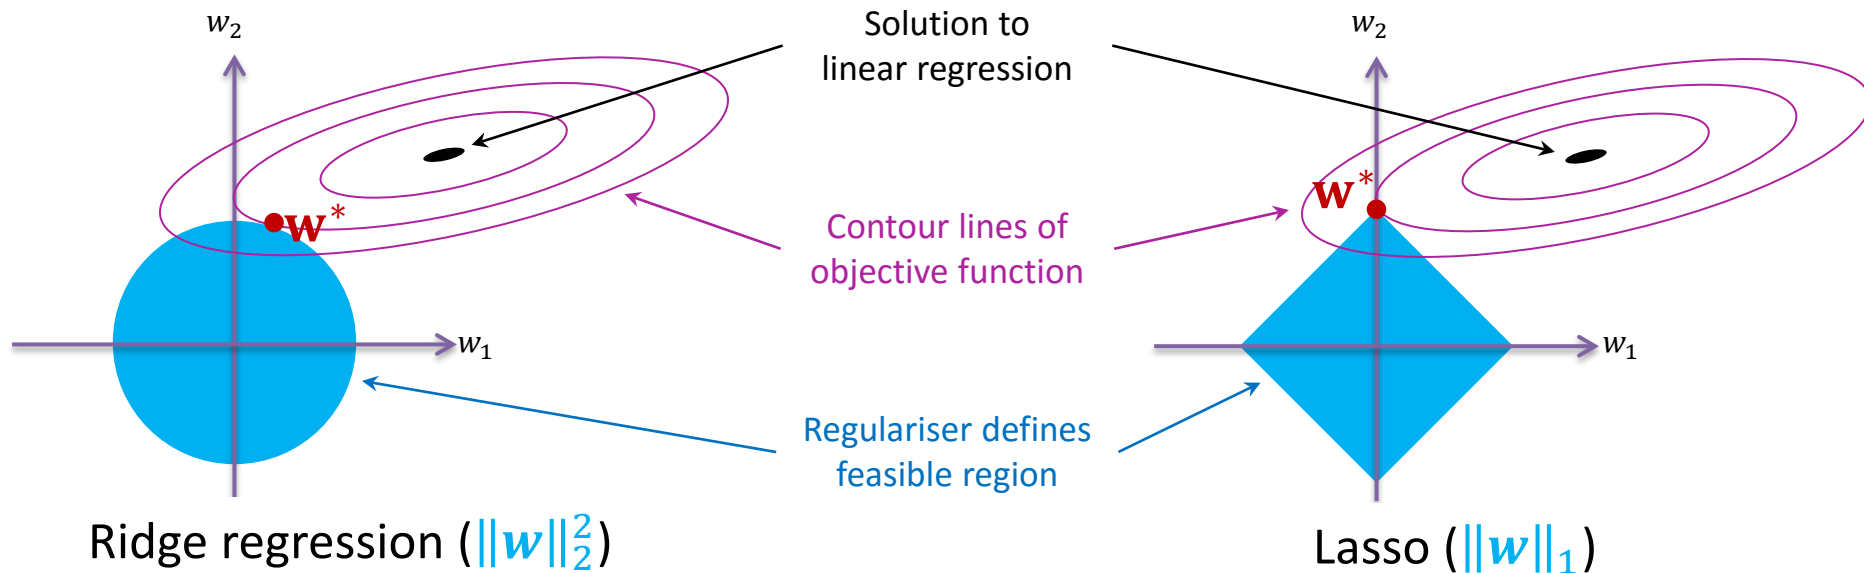 w₂
Solution to
linear regression
w₂
w*
w*
Contour lines of
objective function
w₁
w₁
Regulariser defines
feasible region
Ridge regression (‖w‖₂²)
Lasso (‖w‖₁)